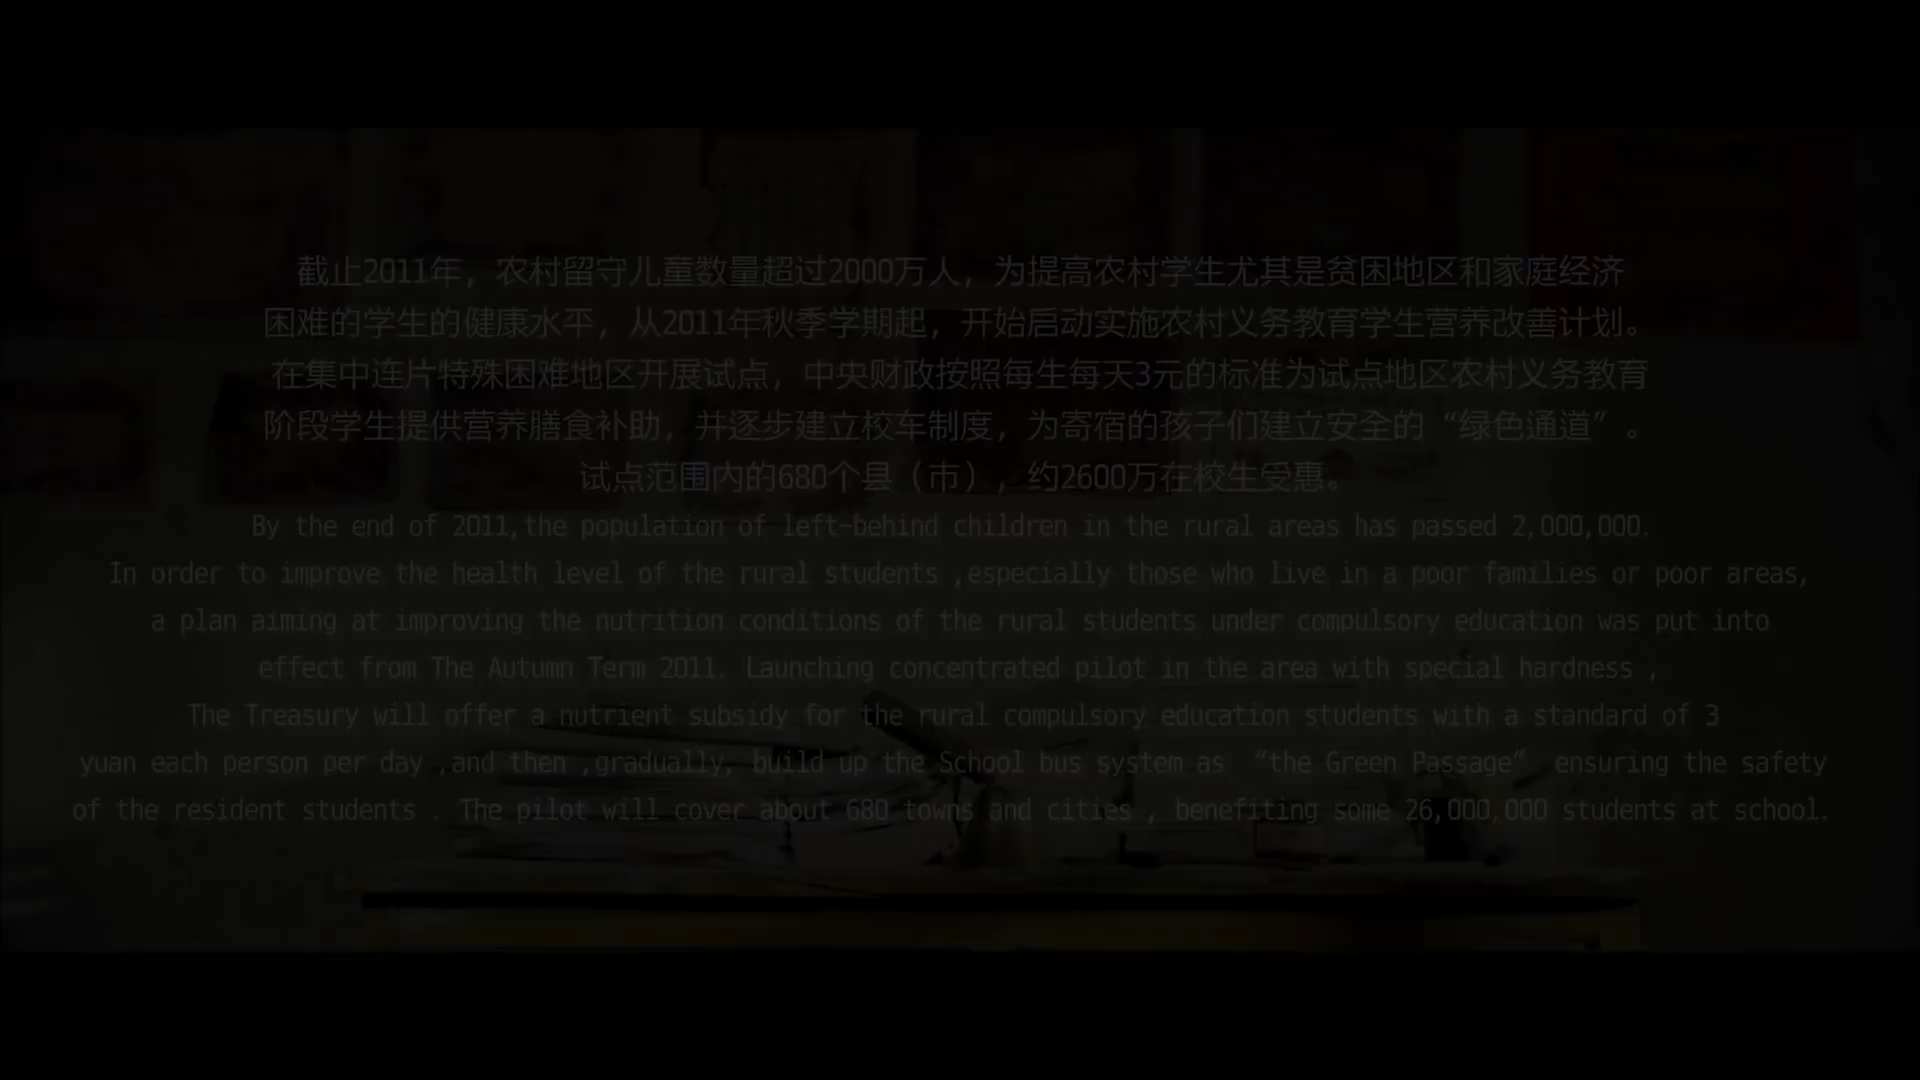 截止2011年，农村留守儿童数量超过2000万人，为提高农村学生尤其是贫困地区和家庭经济
困难的学生的健康水平，从2011年秋季学期起，开始启动实施农村义务教育学生营养改善计划。
在集中连片特殊困难地区开展试点，中央财政按照每生每天3元的标准为试点地区农村义务教育
阶段学生提供营养膳食补助，并逐步建立校车制度，为寄宿的孩子们建立安全的“绿色通道”。
试点范围内的680个县（市），约2600万在校生受惠。
By the end of 2011,the population of left-behind children in the rural areas has passed 2,000,000.
In order to improve the health level of the rural students ,especially those who live in a poor families or poor areas,
a plan aiming at improving the nutrition conditions of the rural students under compulsory education was put into
effect from The Autumn Term 2011. Launching concentrated pilot in the area with special hardness ,
The Treasury will offer a nutrient subsidy for the rural compulsory education students with a standard of 3
yuan each person per day ,and then ,gradually, build up the School bus system as “the Green Passage” ensuring the safety
of the resident students . The pilot will cover about 680 towns and cities , benefiting some 26,000,000 students at school.